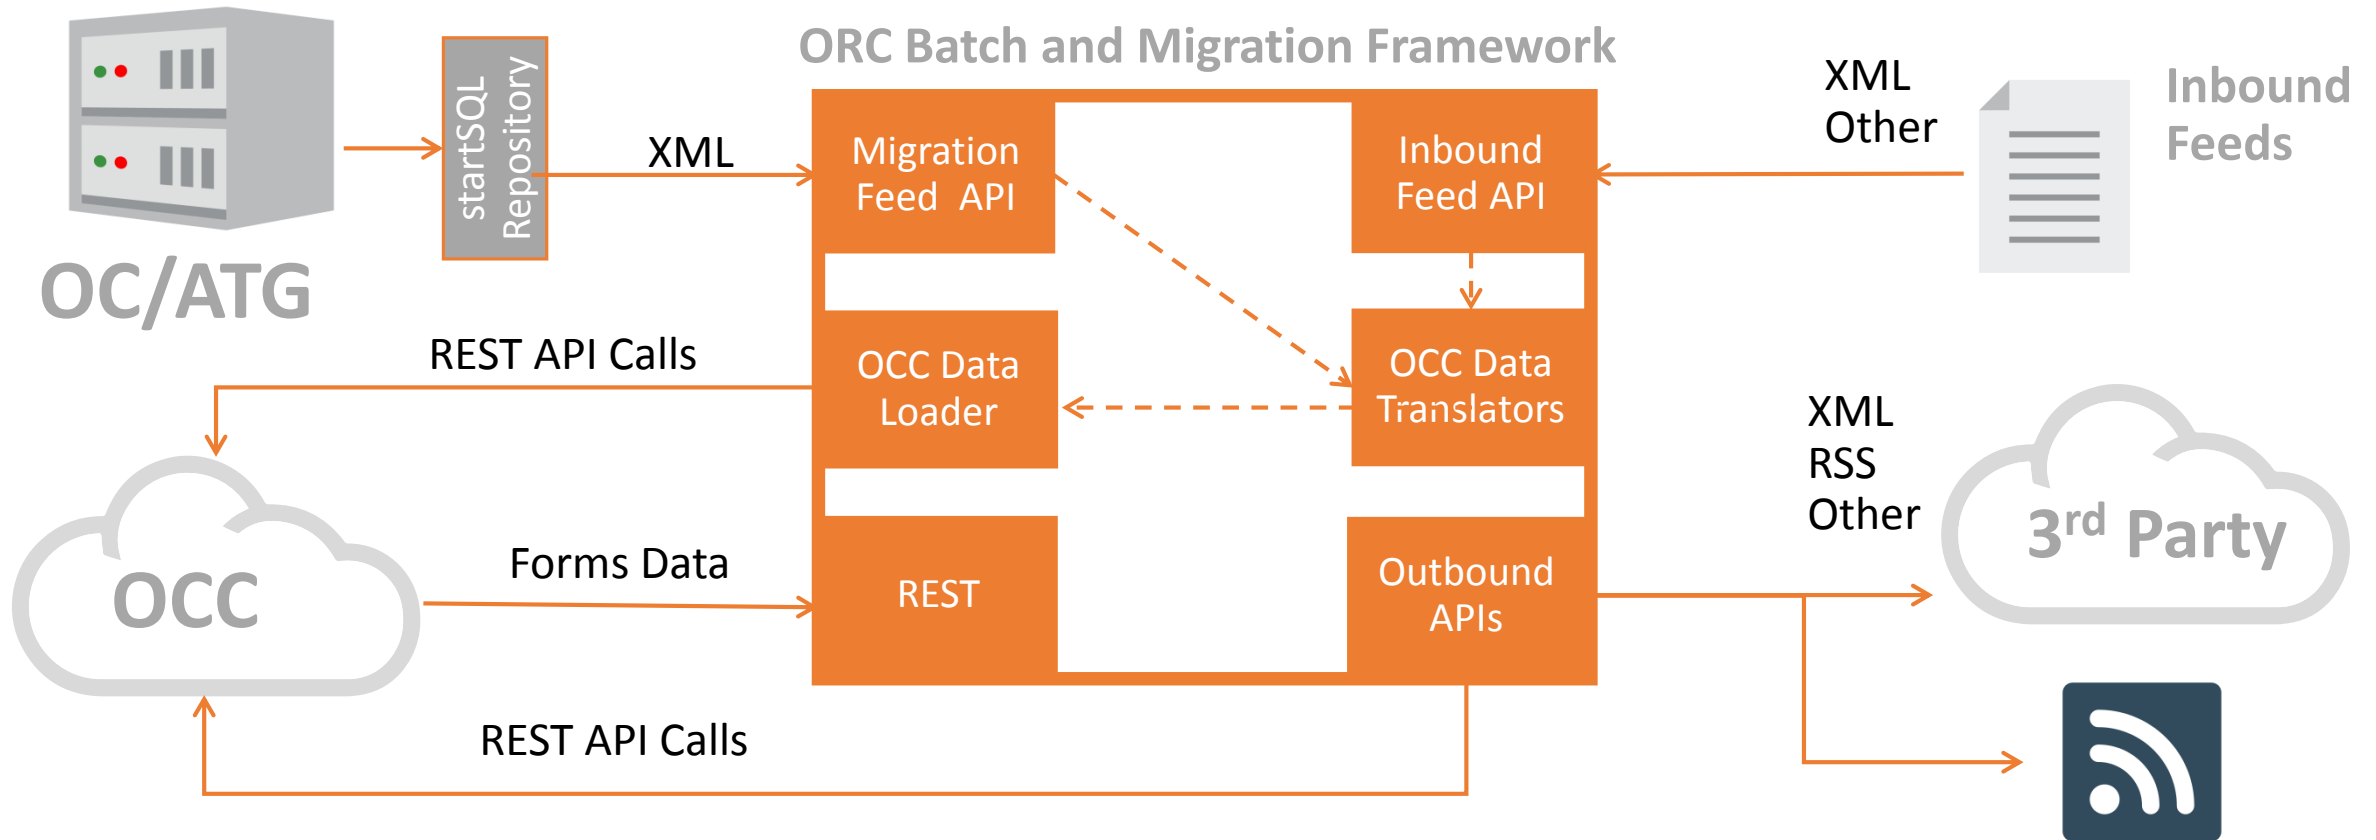 ORC Batch and Migration Framework
OC/ATG
startSQL
Repository
XML
Migration
Feed API
Inbound
Feed API
XML
Other
Inbound
Feeds
REST API Calls
OCC Data
Loader
OCC Data
Translators
XML
RSS
Other
3rd Party
OCC
Forms Data
REST
Outbound
APIs
REST API Calls